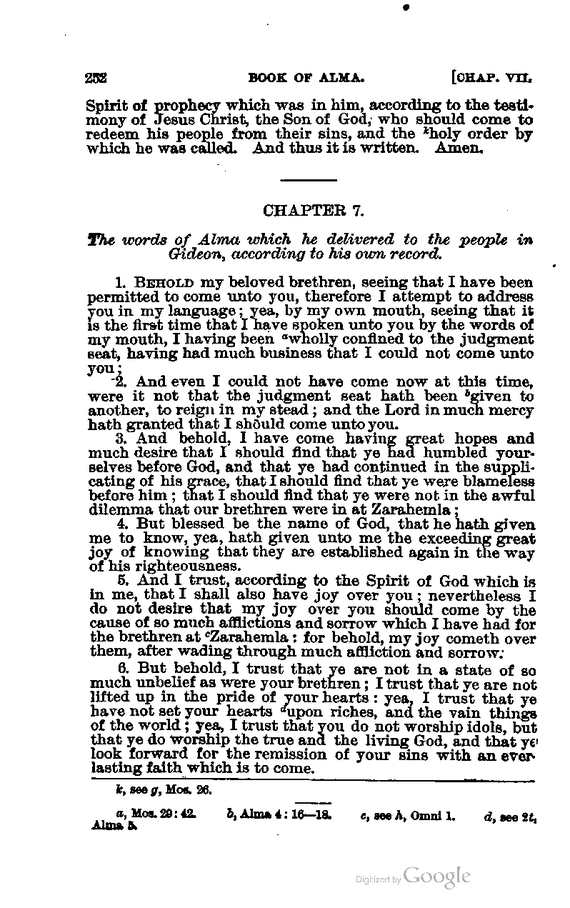 252 BOOK OF ALMA. [CHAP. VII.
Spirit of prophecy which was in him, according to the testi-
mony of Jesus Christ, the Son of God, who should come to
redeem his people from their sins, and the kholy order by
which he was called. And thus it is written. Amen.
CHAPTER 7.
The words of Alma which he delivered to the people in
Gideon, according to his own record.
1. BEHOLD my beloved brethren, seeing that I have been
permitted to come unto you, therefore I attempt to address
you in my language; yea, by my own mouth, seeing that it
is the first time that I have spoken unto you by the words of
my mouth, I having been awholly confined to the judgment
seat, having had much business that I could not come unto
you;
2. And even I could not have come now at this time,
were it not that the judgment seat hath been bgiven to
another, to reign in my stead; and the Lord in much mercy
hath granted that I should come unto you.
3. And behold, I have come having great hopes and
much desire that I should find that ye had humbled your-
selves before God, and that ye had continued in the suppli-
cating of his grace, that I should find that ye were blameless
before him; that I should find that ye were not in the awful
dilemma that our brethren were in at Zarahemla;
4. But blessed be the name of God, that he hath given
me to know, yea, hath given unto me the exceeding great
joy of knowing that they are established again in the way
of his righteousness.
5. And I trust, according to the Spirit of God which is
in me, that I shall also have joy over you; nevertheless I
do not desire that my joy over you should come by the
cause of so much afflictions and sorrow which I have had for
the brethren at cZarahemla: for behold, my joy cometh over
them, after wading through much affliction and sorrow.
6. But behold, I trust that ye are not in a state of so
much unbelief as were your brethren; I trust that ye are not
lifted up in the pride of your hearts: yea, I trust that ye
have not set your hearts dupon riches, and the vain things
of the world; yea, I trust that you do not worship idols, but
that ye do worship the true and the living God, and that ye
look forward for the remission of your sins with an ever-
lasting faith which is to come.
k, see g, Mos. 26.
a, Mos. 29: 42. b, Alma 4: 16—18. c, see h, Omni 1. d, see 2t,
Alma 5.
Digitized by Google